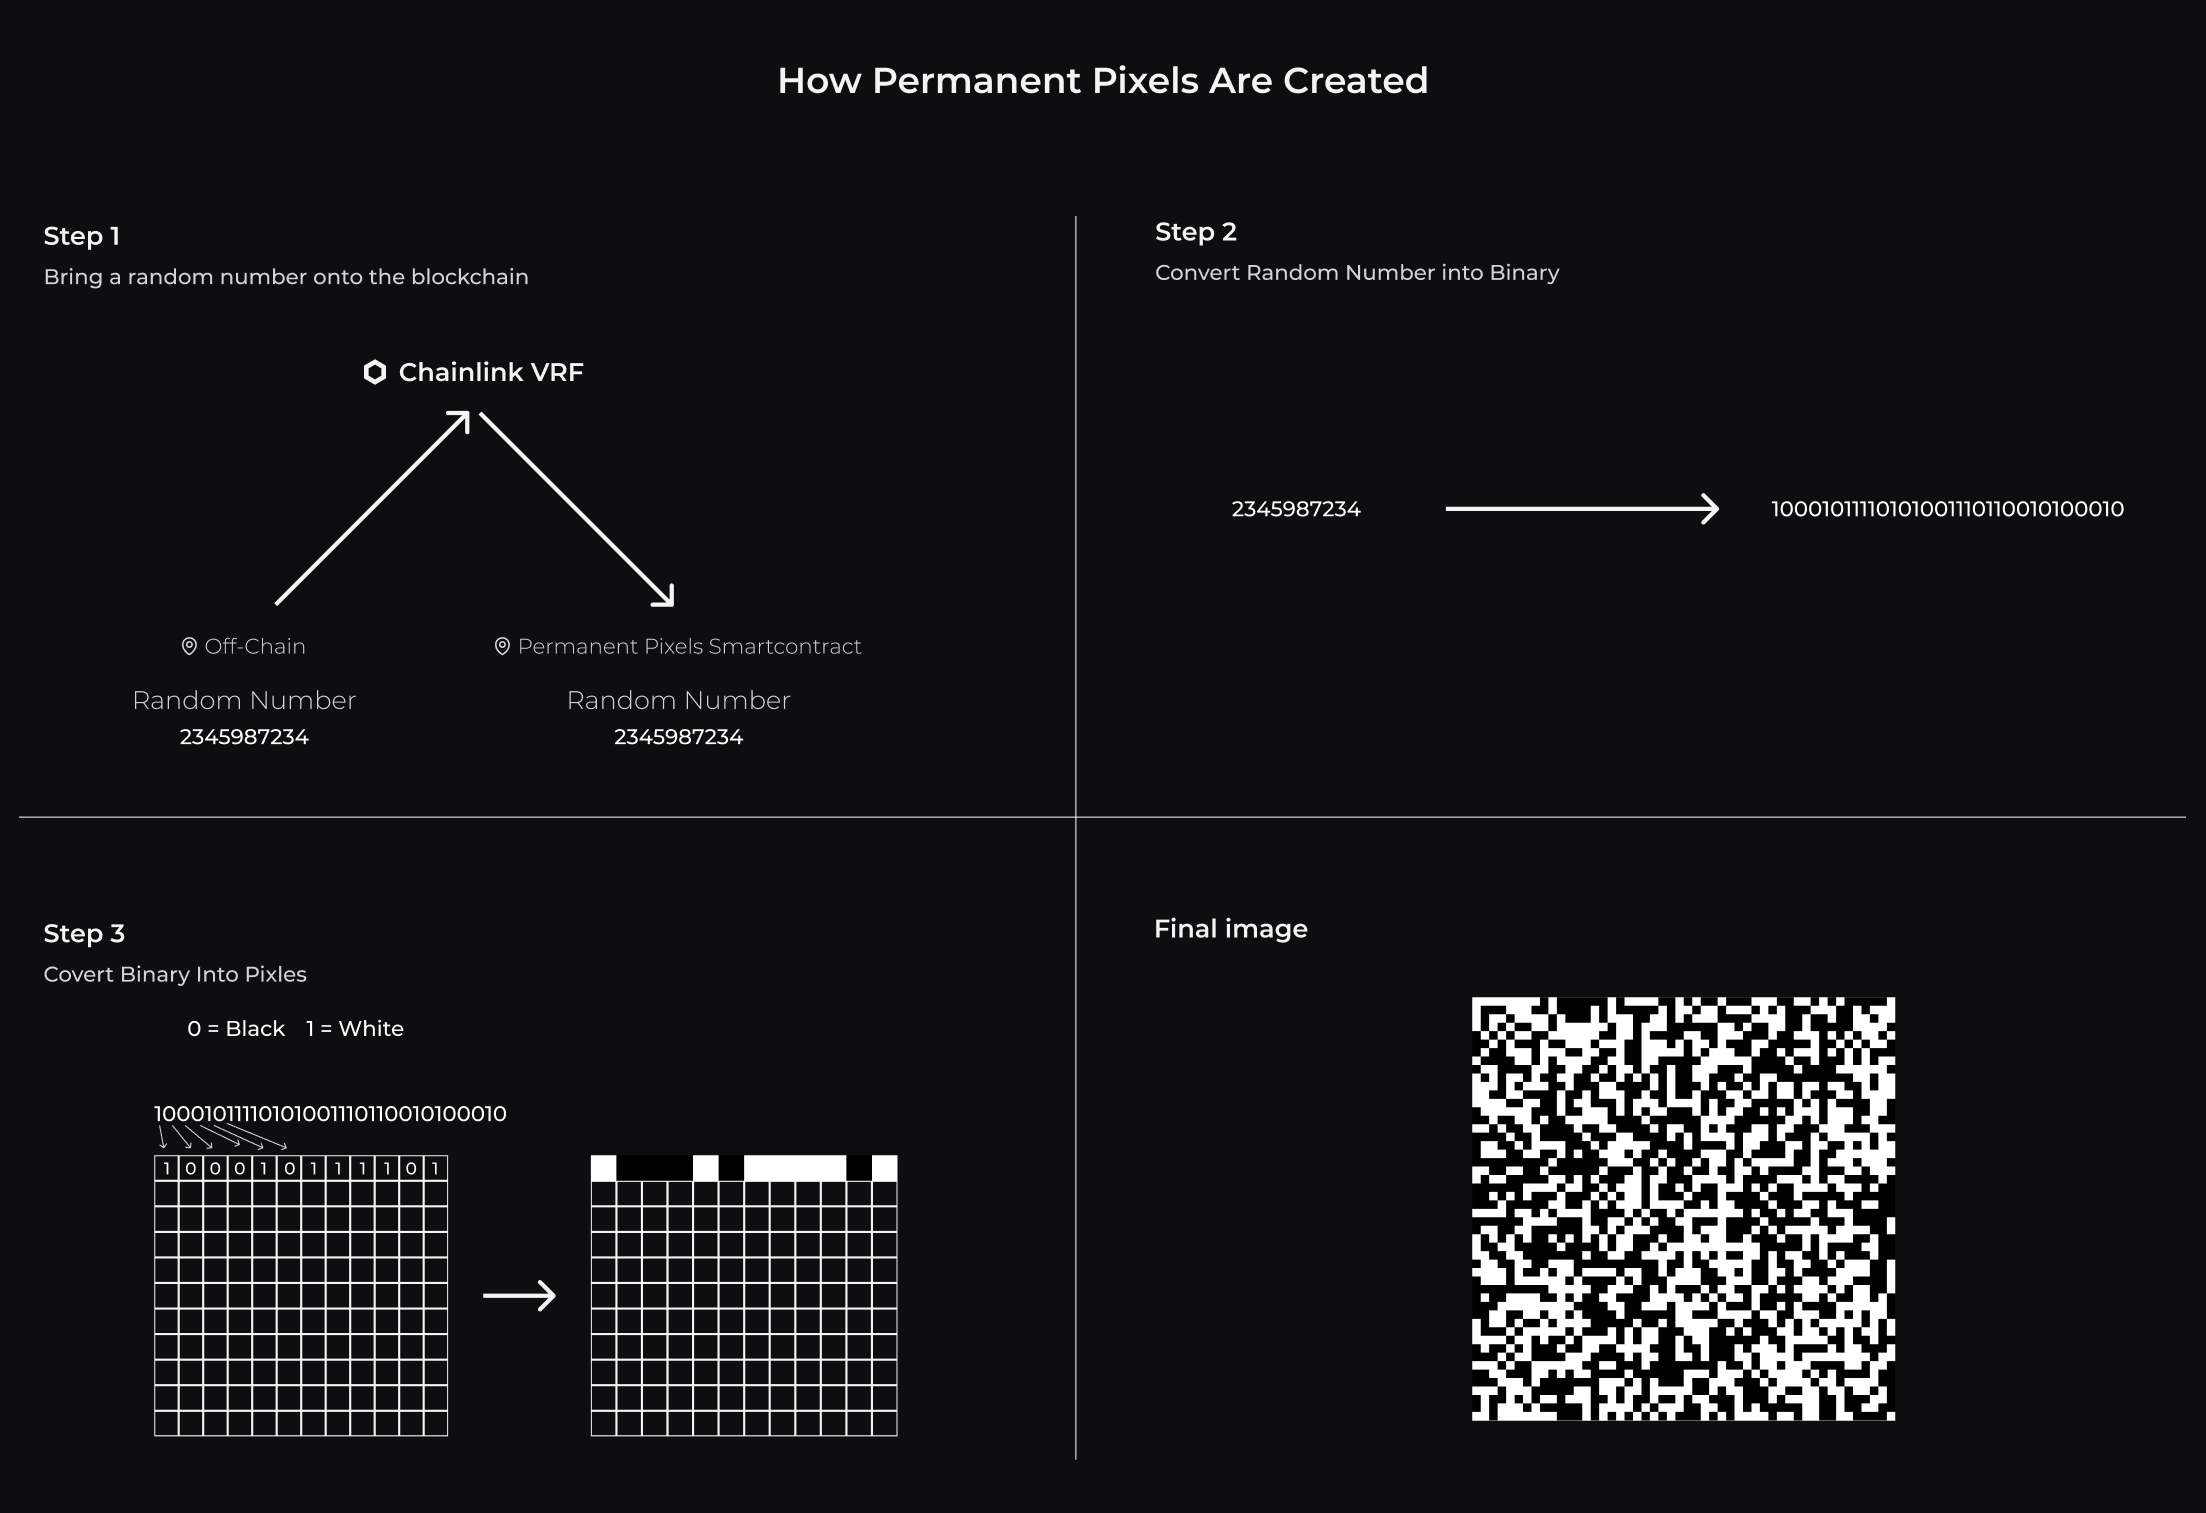 How Permanent Pixels Are Created
Step 1
Bring a random number onto the blockchain
Chainlink VRF
Off-Chain
Random Number
2345987234
Permanent Pixels Smartcontract
Random Number
2345987234
Step 2
Convert Random Number into Binary
2345987234
10001011110101001110110010100010
Step 3
Covert Binary Into Pixles
0 = Black 1 = White
10001011110101001110110010100010
1 0 0 0 1 0 1 1 1 1 0 1
Final image